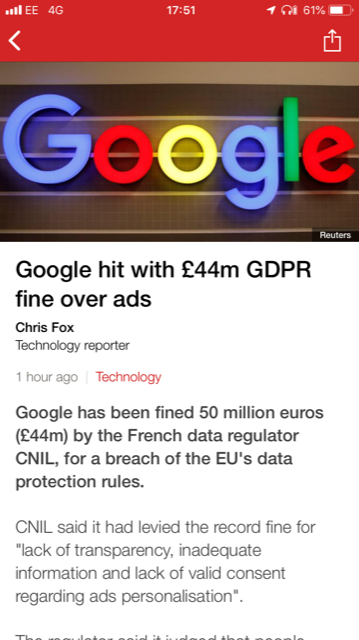 EE 4G 17:51 61%
Google
Reuters
Google hit with £44m GDPR
fine over ads
Chris Fox
Technology reporter
1 hour ago | Technology
Google has been fined 50 million euros
(£44m) by the French data regulator
CNIL, for a breach of the EU's data
protection rules.
CNIL said it had levied the record fine for
"lack of transparency, inadequate
information and lack of valid consent
regarding ads personalisation".
The regulator said it judged that people